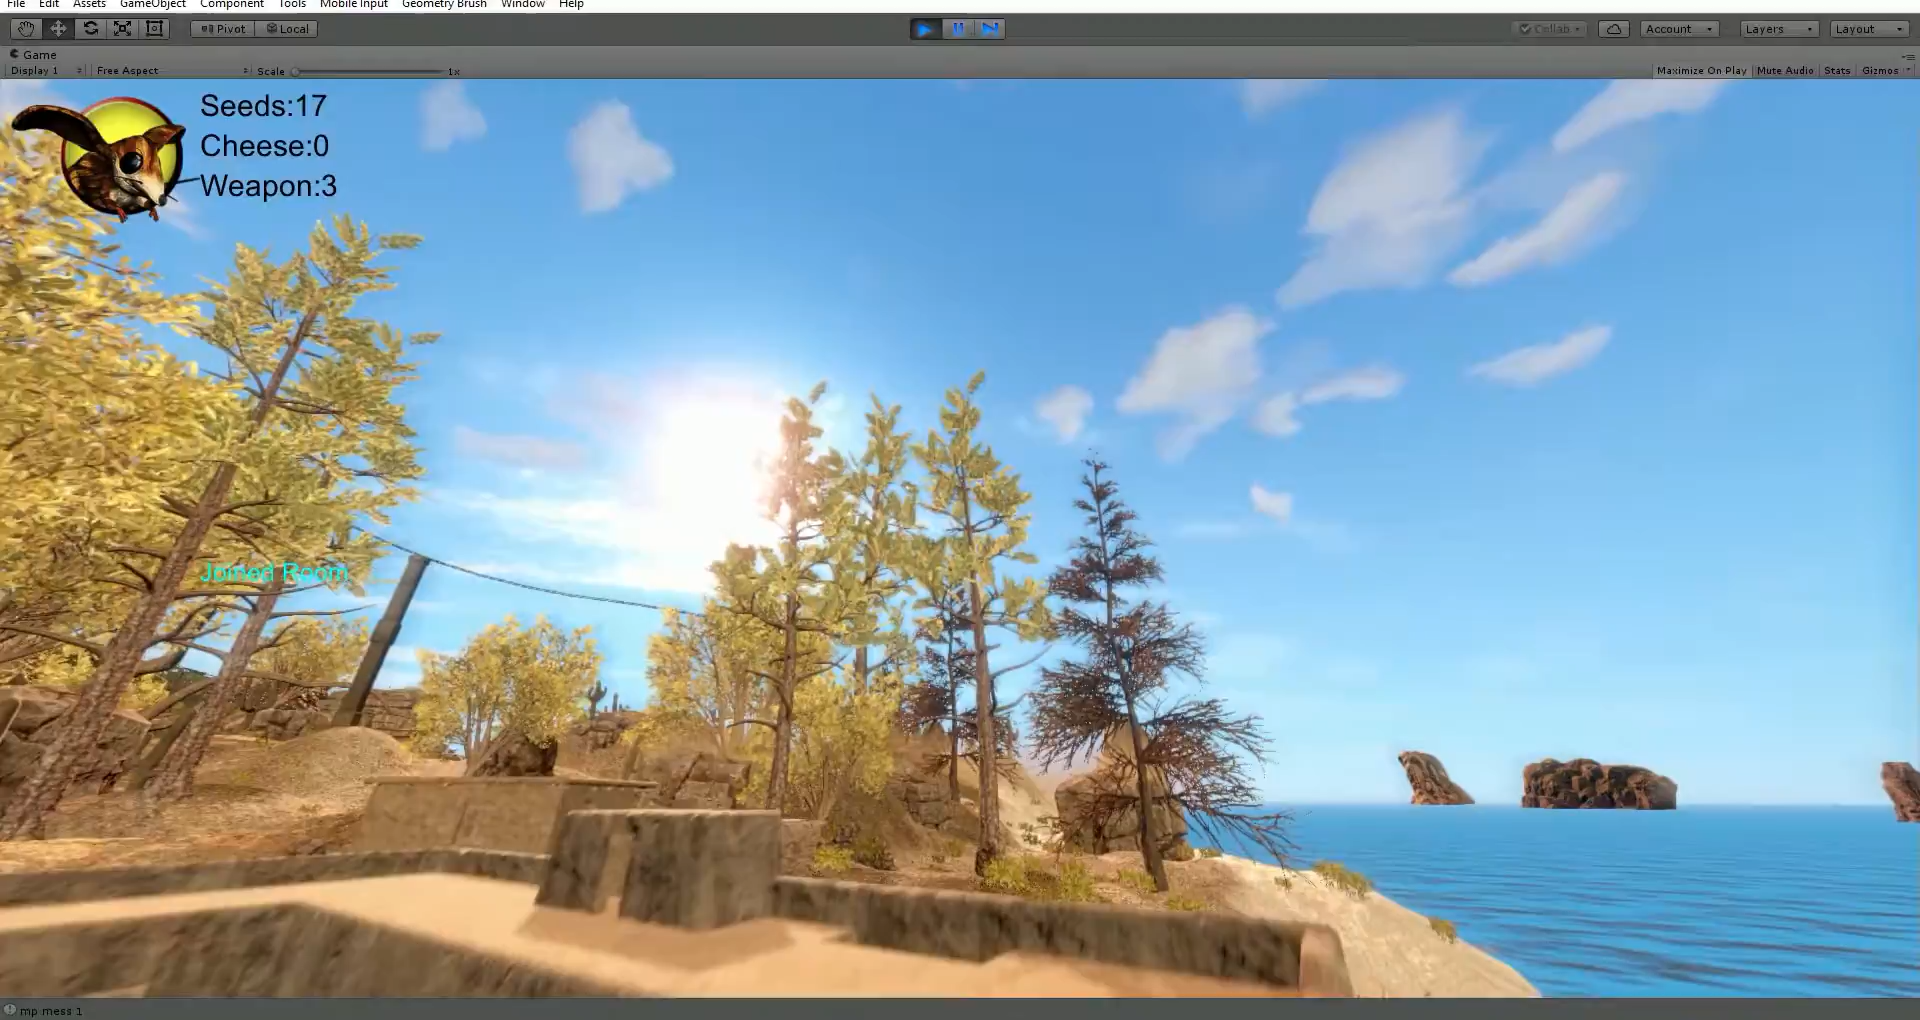 File Edit Assets GameObject Component Tools Mobile Input Geometry Brush Window Help
Pivot Local Collab Account Layers Layout
Game
Display 1 Free Aspect Scale 1x Maximize On Play Mute Audio Stats Gizmos
Seeds:17
Cheese:0
Weapon:3
Joined Room
mp mess 1